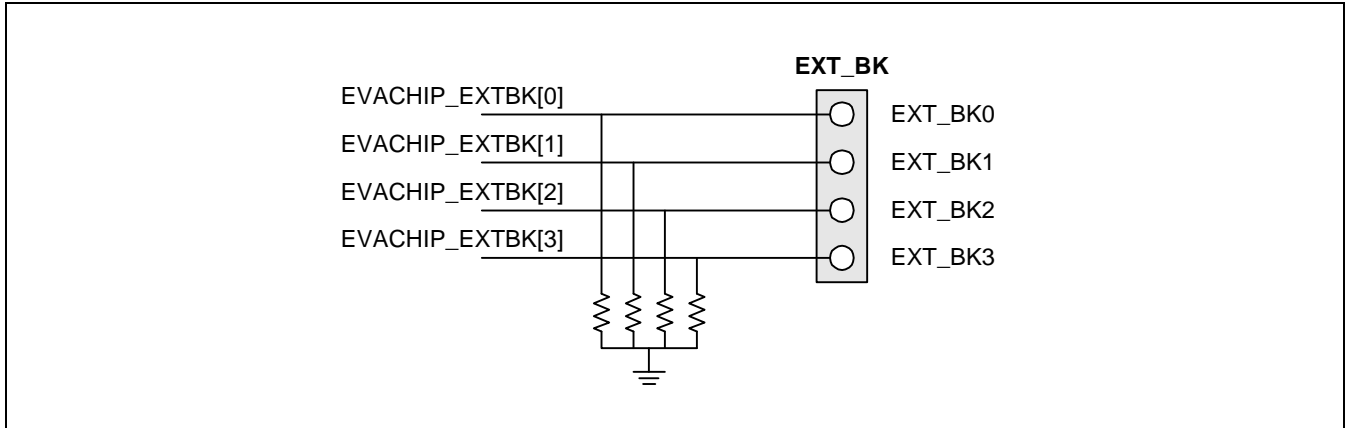 EXT_BK
EVACHIP_EXTBK[0]
EXT_BK0
EVACHIP_EXTBK[1]
EXT_BK1
EVACHIP_EXTBK[2]
EXT_BK2
EVACHIP_EXTBK[3]
EXT_BK3